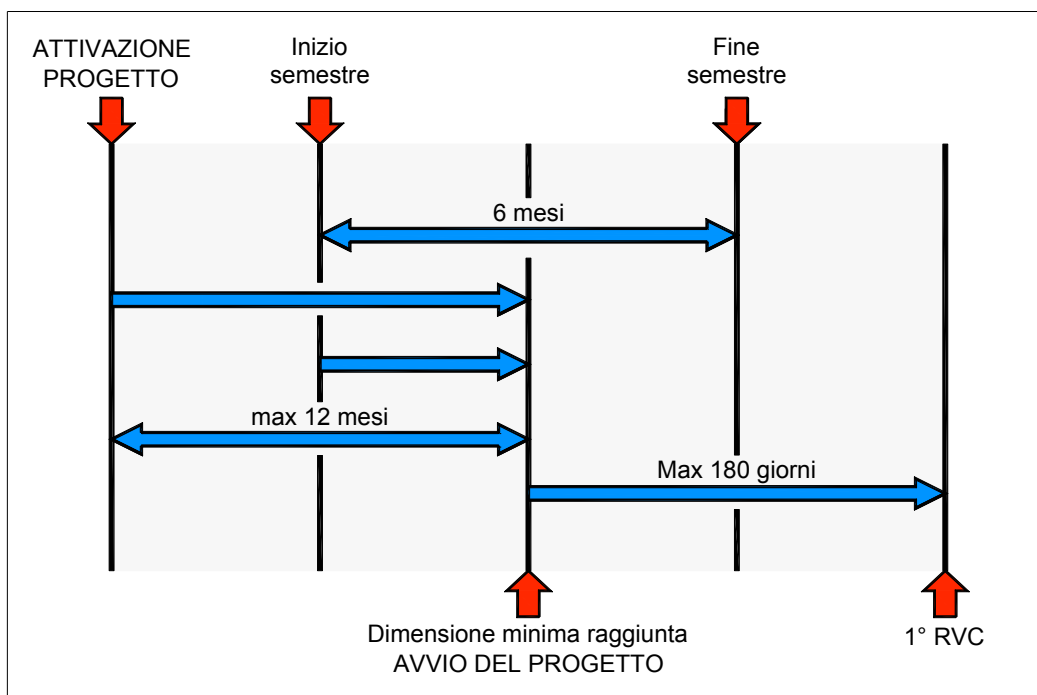 ATTIVAZIONE
PROGETTO
Inizio
semestre
Fine
semestre
6 mesi
max 12 mesi
Max 180 giorni
Dimensione minima raggiunta
AVVIO DEL PROGETTO
1° RVC